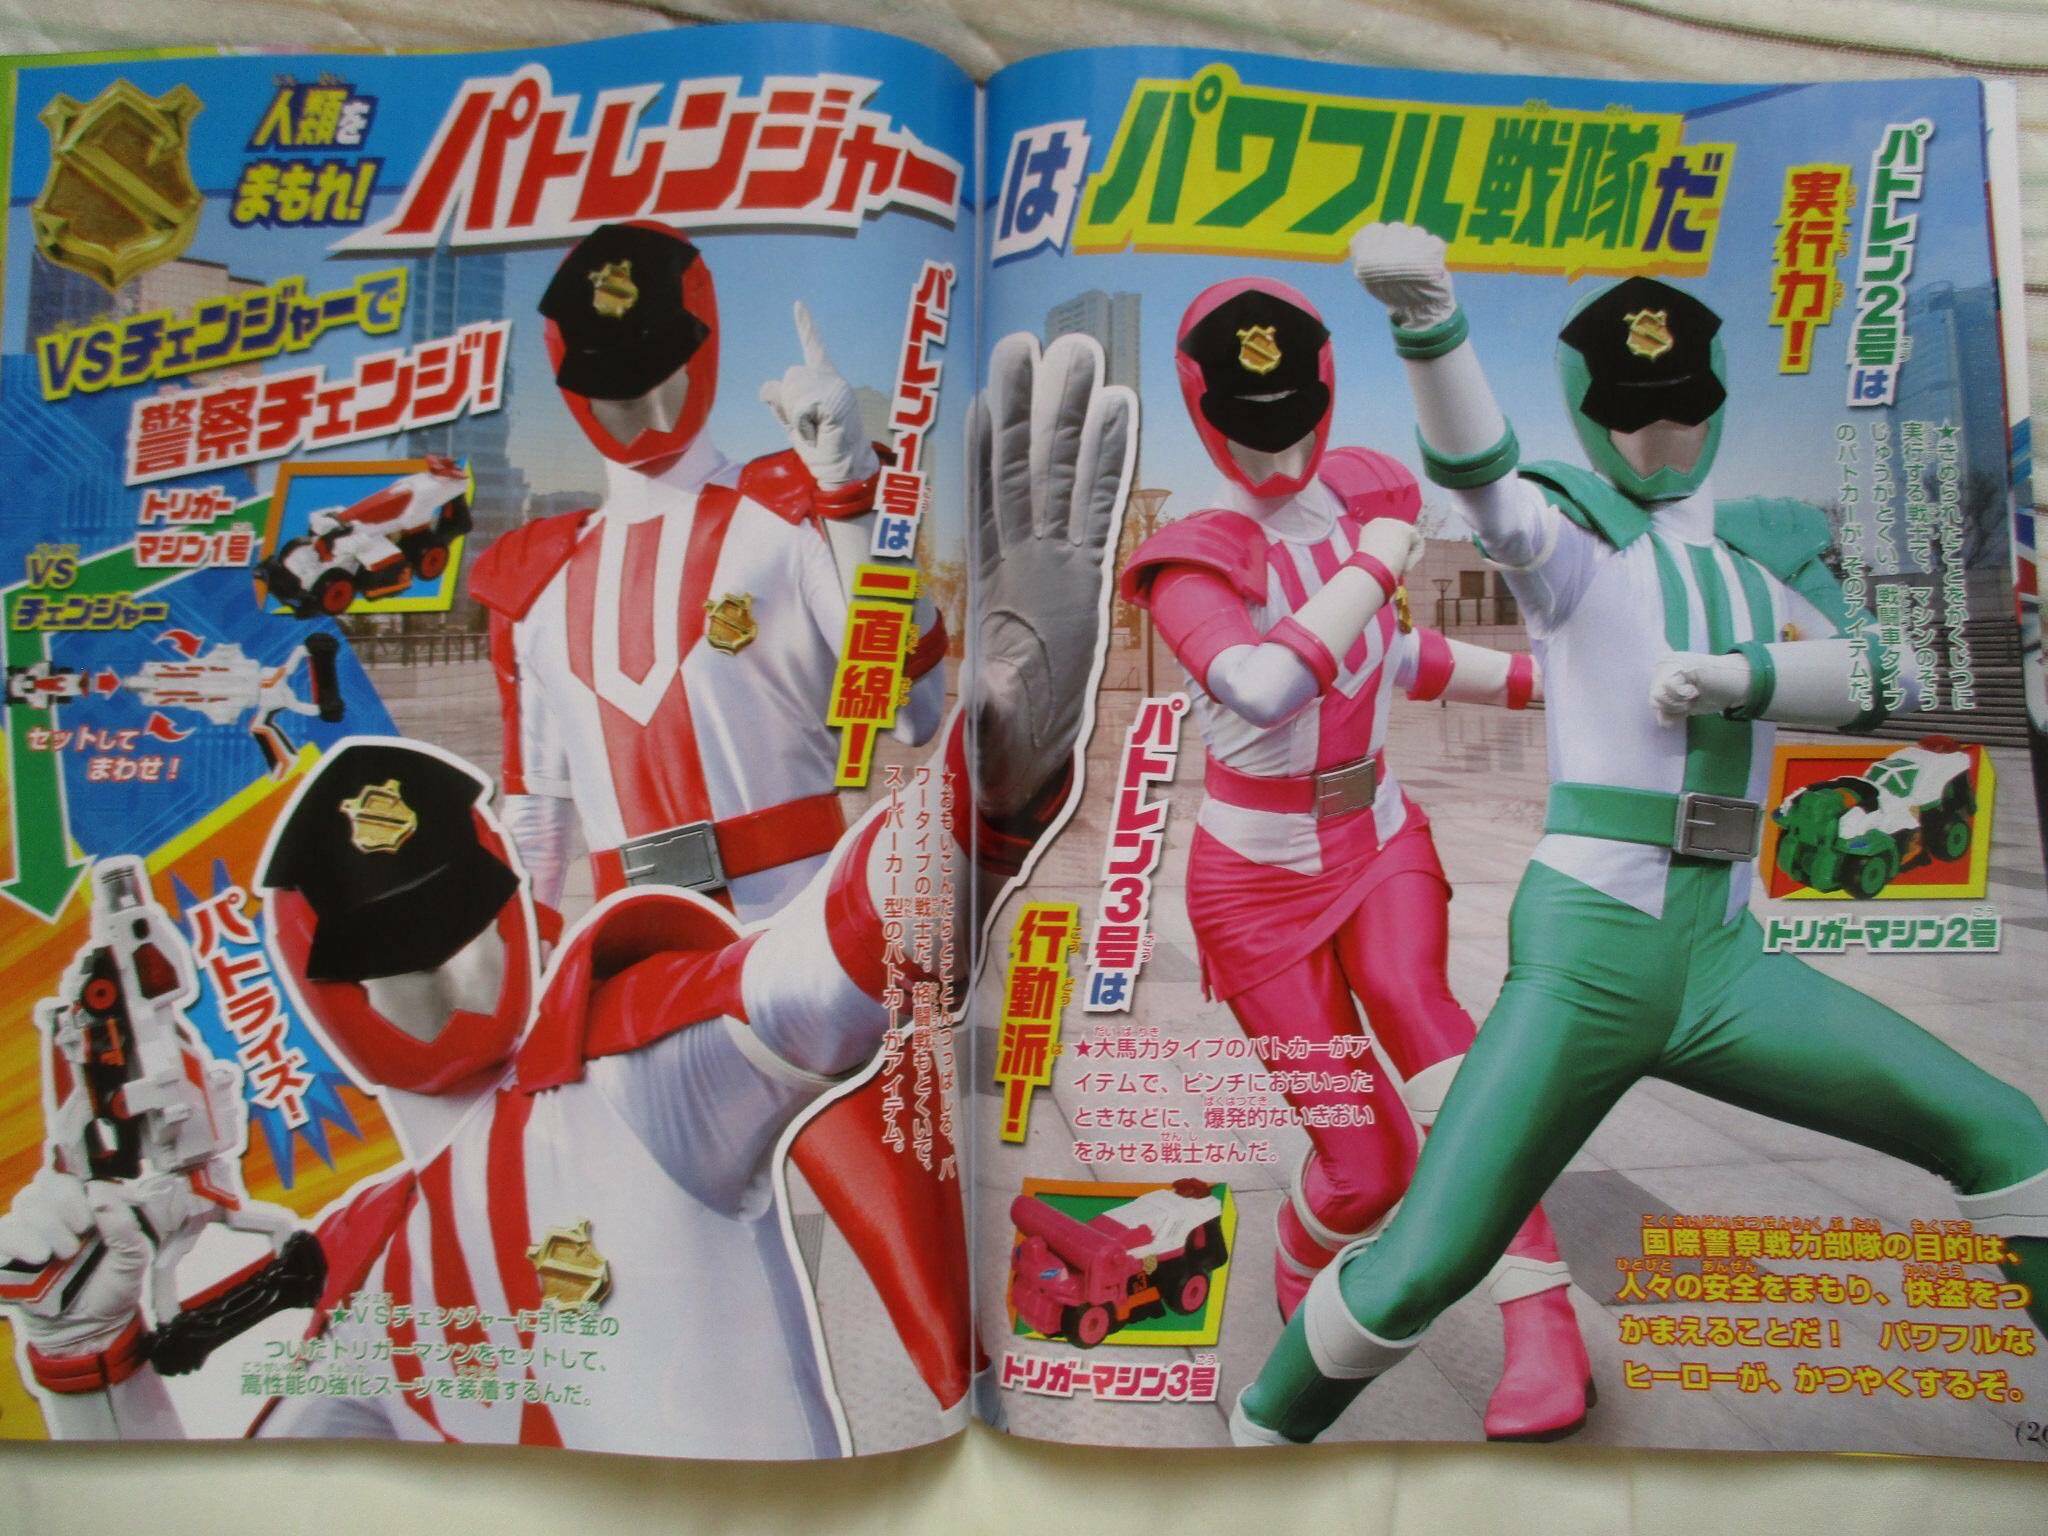 人類を
まもれ!
パトレンジャー
はパワフル戦隊だ
VSチェンジャーで
警察チェンジ!
トリガー
マシン1号
VS
チェンジャー
セットして
まわせ!
パトライズ!
★VSチェンジャーに引き金の
ついたトリガーマシンをセットして、
高性能の強化スーツを装着するんだ。
パトレン1号は
一直線!
★おもいこんだらとことんつっぱしる、パ
ワータイプの戦士だ。格闘戦もとくいで、
スーパーカー型のパトカーがアイテム。
パトレン2号は
実行力!
★きめられたことをかくじつに
実行する戦士で、マシンのそう
じゅうがとくい。戦闘車タイプ
のパトカーが、そのアイテムだ。
トリガーマシン2号
パトレン3号は
行動派!
★大馬力タイプのパトカーがア
イテムで、ピンチにおちいった
ときなどに、爆発的ないきおい
をみせる戦士なんだ。
トリガーマシン3号
国際警察戦力部隊の目的は、
人々の安全をまもり、快盗をつ
かまえることだ! パワフルな
ヒーローが、かつやくするぞ。